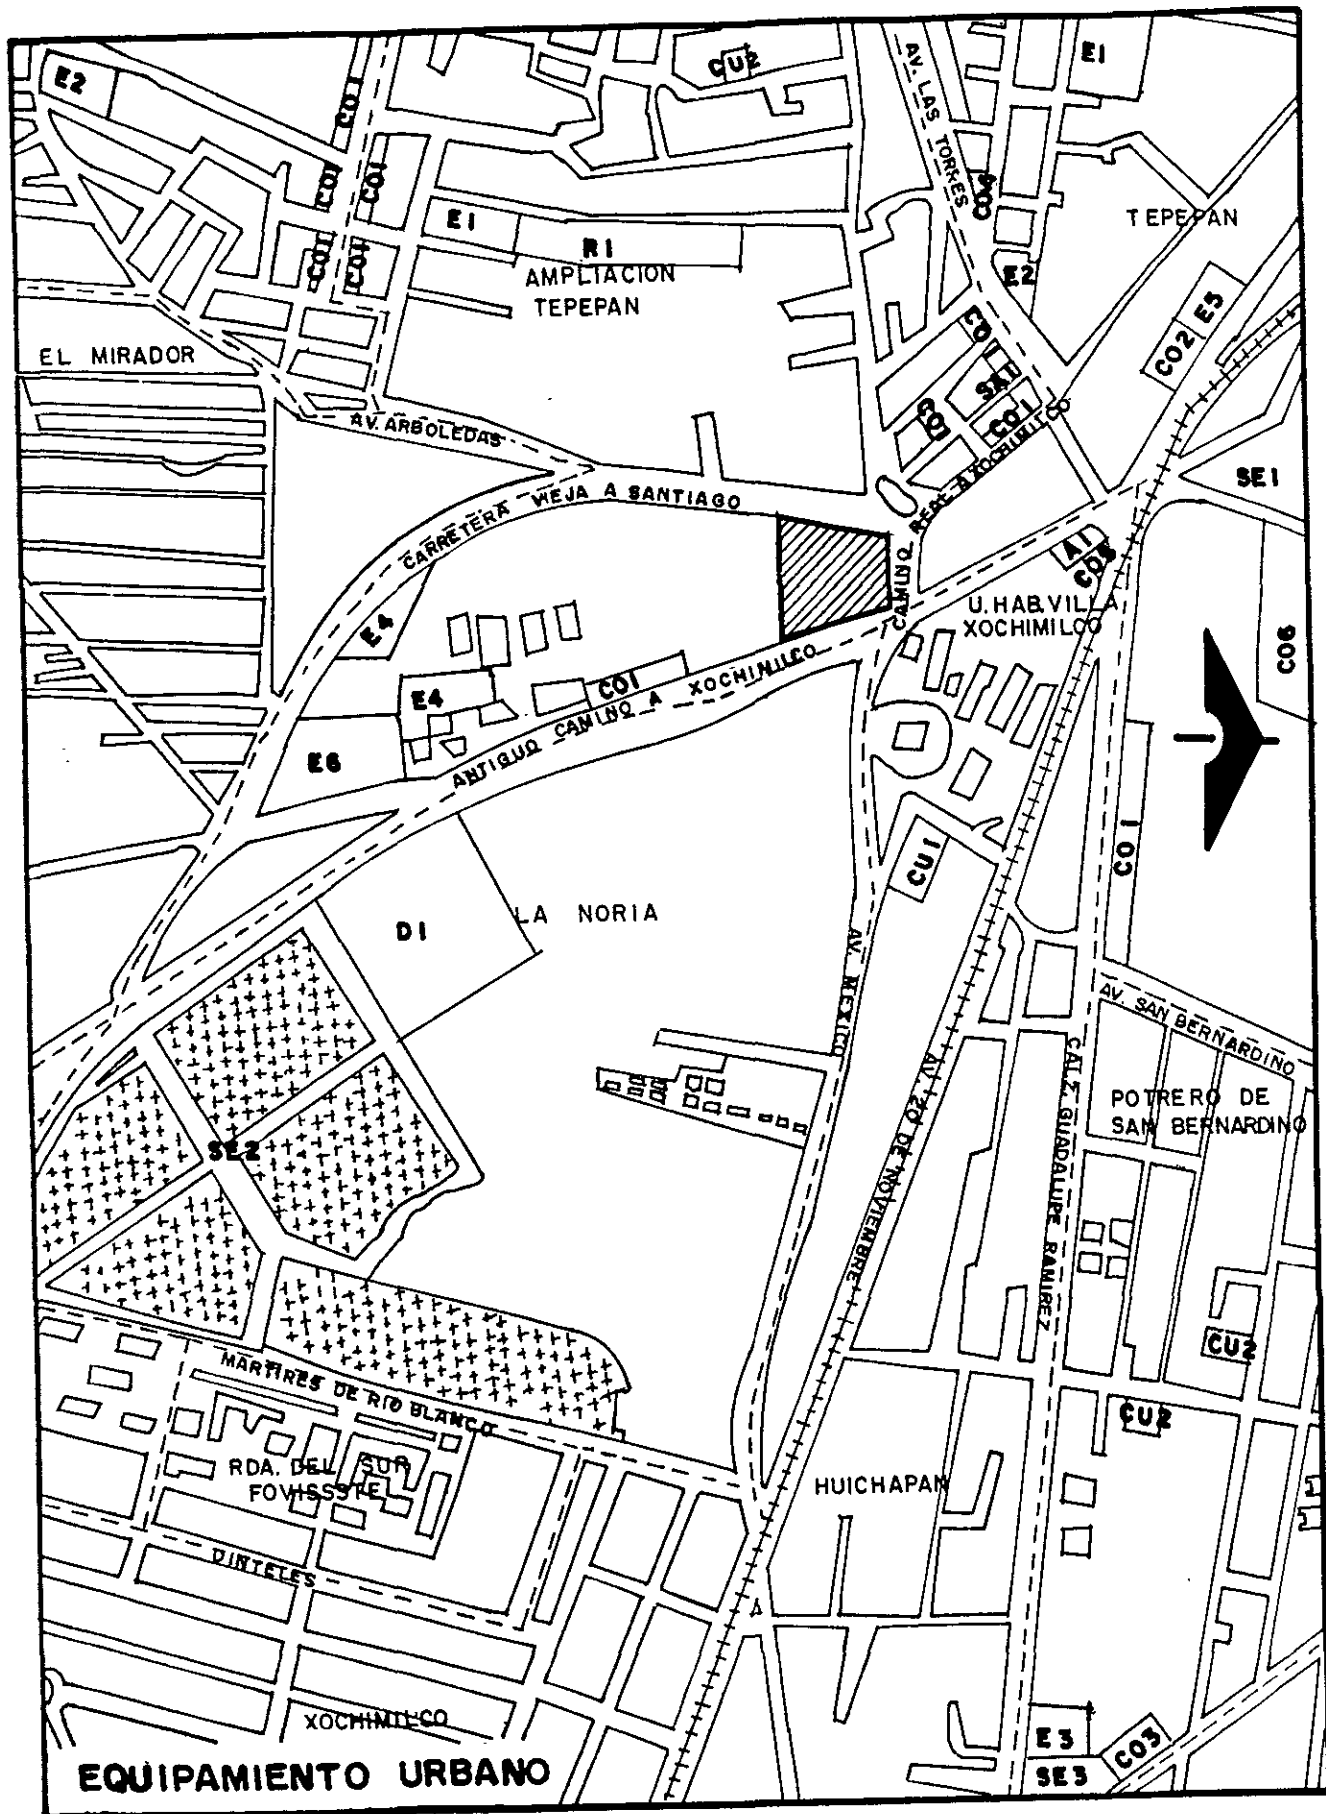 E2
CO
CU2
AV. LAS TORRES
E1
CO1
CO1
CO1
CO1
E1
R1
AMPLIACION
TEPEPAN
CO4
E2
TEPEPAN
EL MIRADOR
CO1
SA1
CO1
CO1
CO2
E5
AV. ARBOLEDAS
CARRETERA VIEJA A SANTIAGO
CAMINO REAL A XOCHIMILCO
SE1
A1
CO5
U. HAB. VILLA
XOCHIMILCO
CO6
E4
E4
CO1
ANTIGUO CAMINO A XOCHIMILCO
E6
CU1
CO1
D1
LA NORIA
AV. MEXICO
AV. SAN BERNARDINO
AV. 20 DE NOVIEMBRE
CALZ. GUADALUPE RAMIREZ
POTRERO DE
SAN BERNARDINO
SE2
CU2
MARTIRES DE RIO BLANCO
CU2
RDA. DEL SUR
FOVISSSTE
HUICHAPAN
DINTELES
XOCHIMILCO
E3
SE3
CO3
EQUIPAMIENTO URBANO